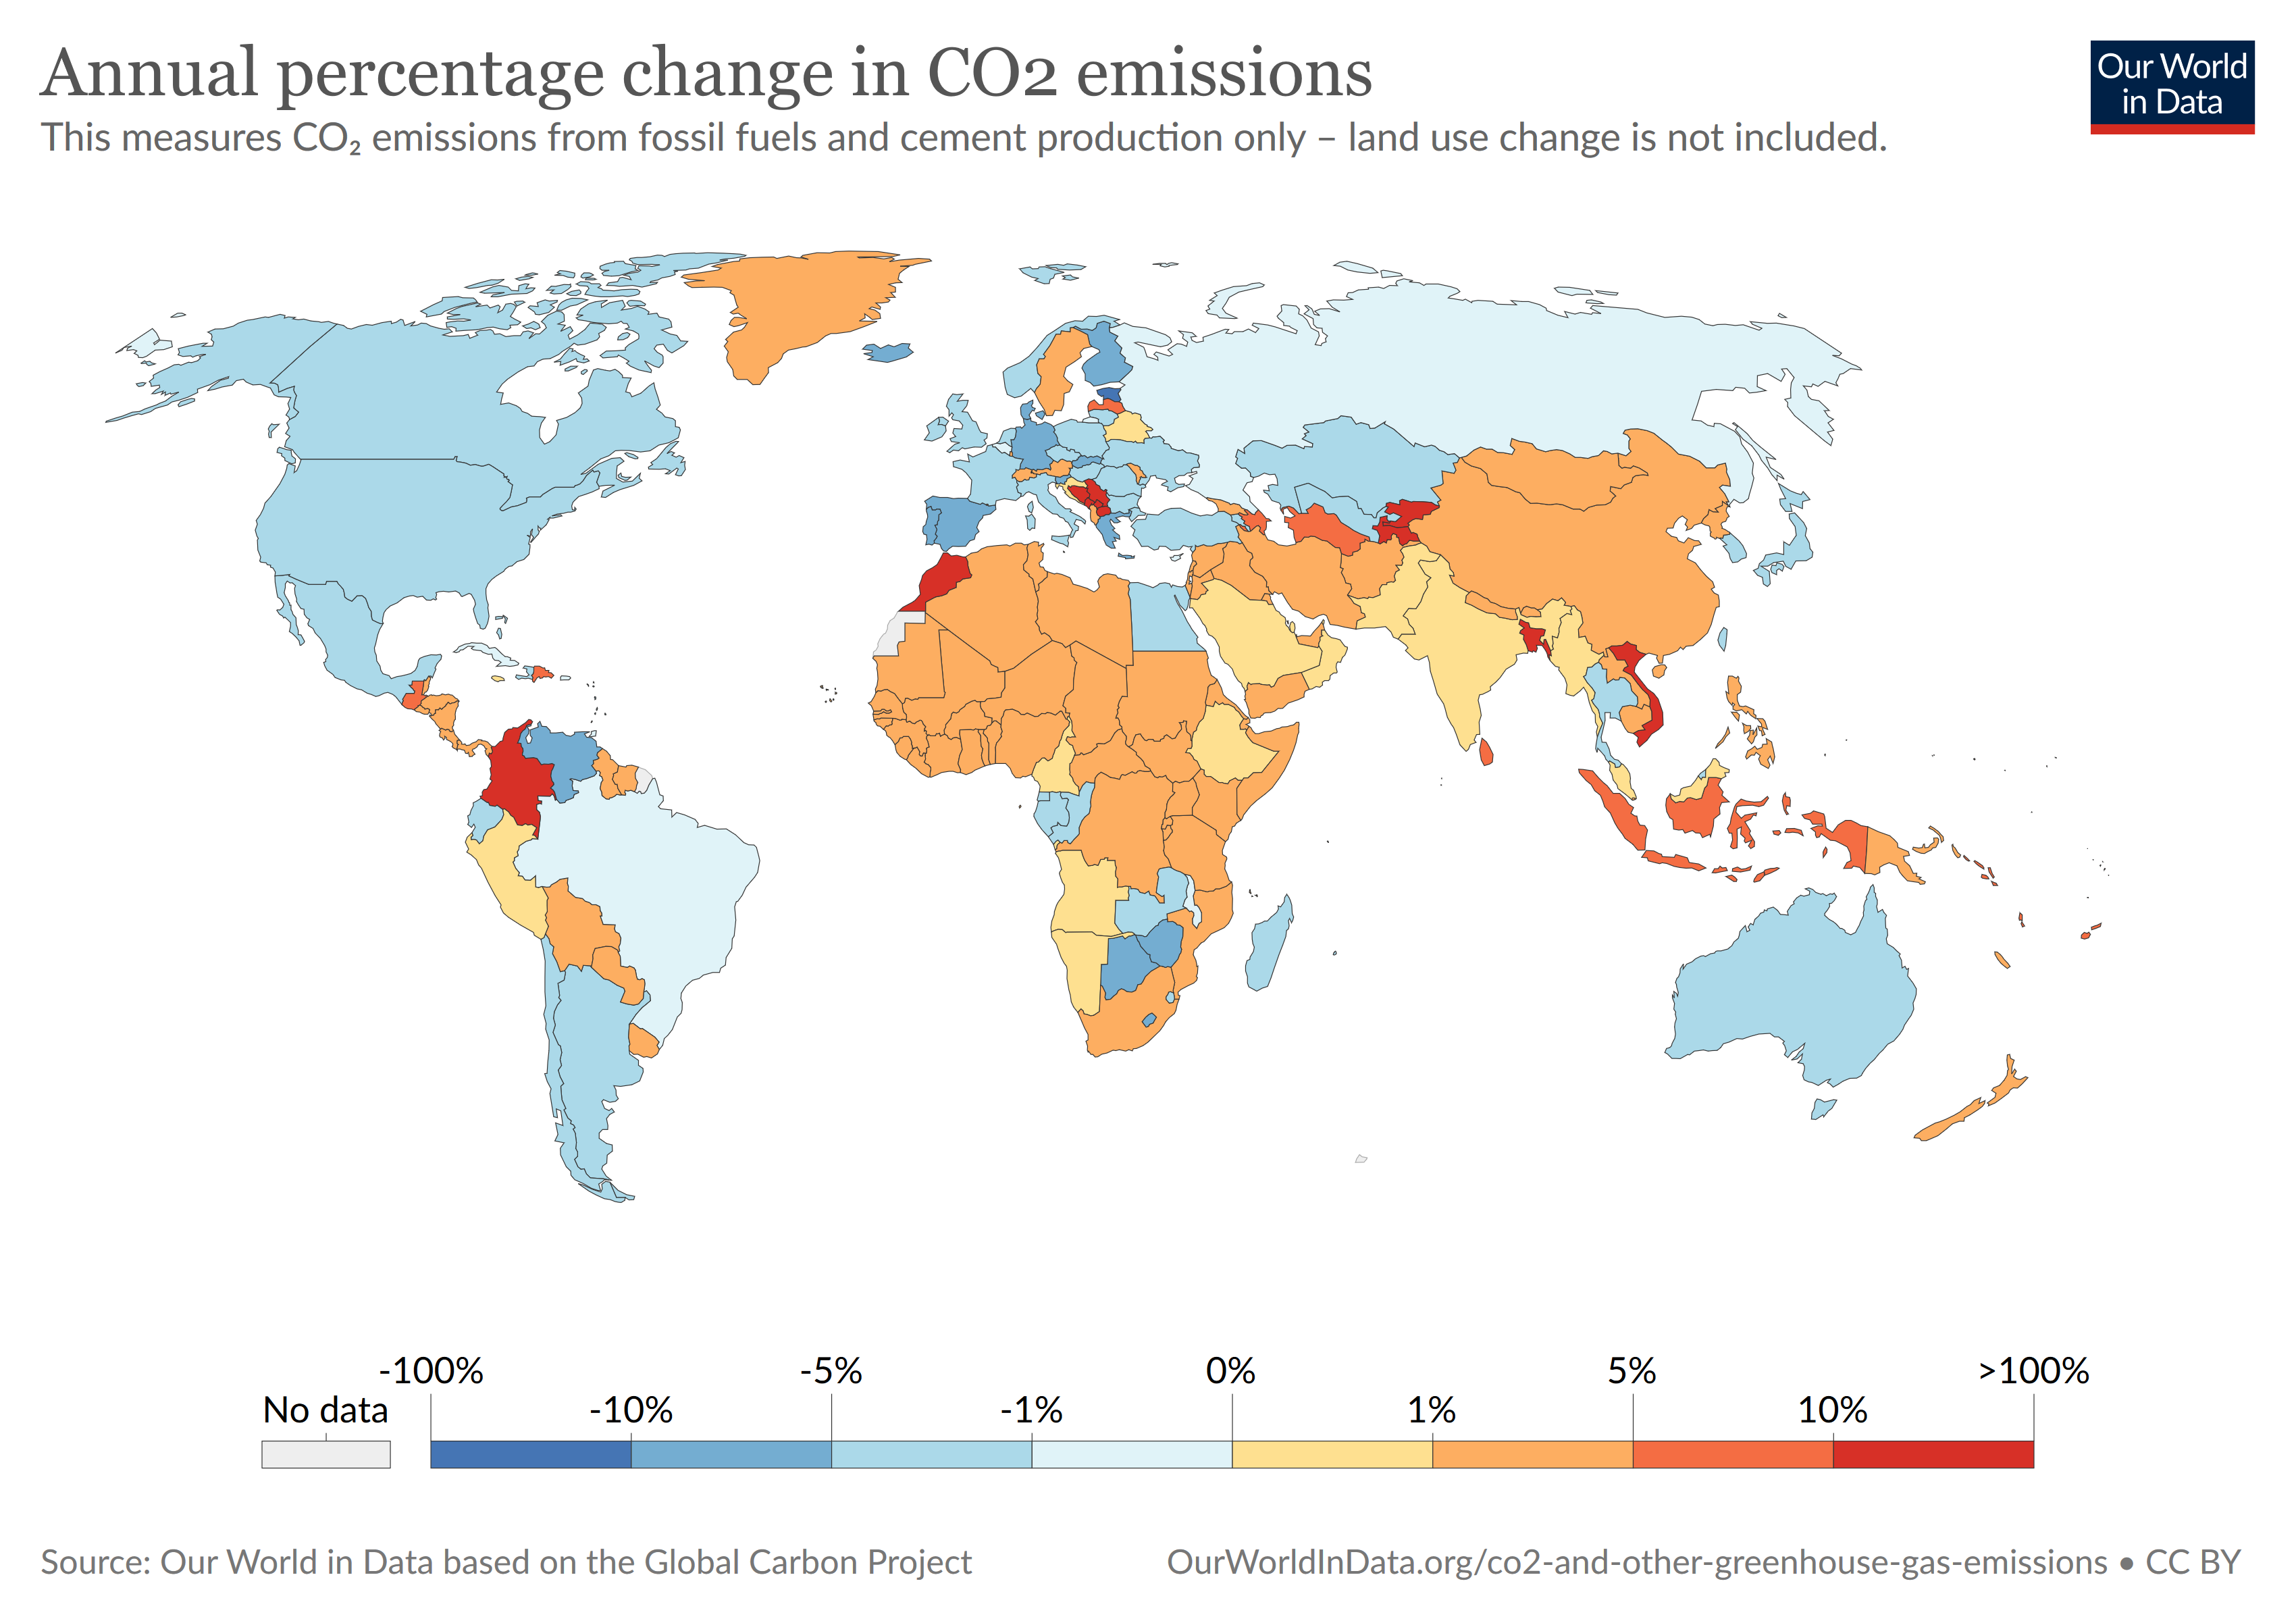 Annual percentage change in CO2 emissions
This measures CO₂ emissions from fossil fuels and cement production only – land use change is not included.
Our World
in Data
-100%
-5%
0%
5%
>100%
No data
-10%
-1%
1%
10%
Source: Our World in Data based on the Global Carbon Project
OurWorldInData.org/co2-and-other-greenhouse-gas-emissions • CC BY